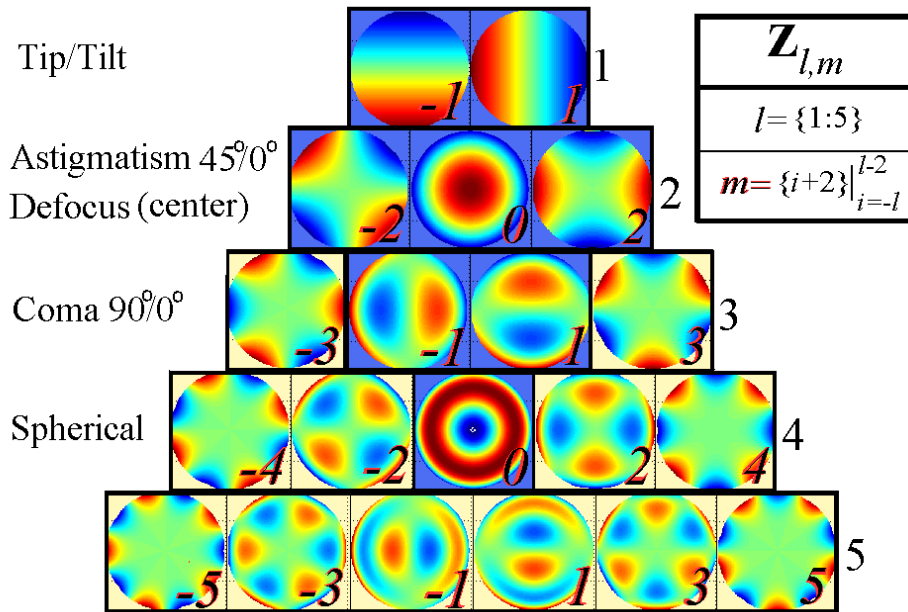 Tip/Tilt
-1 1 1
Z l,m
l={1:5}
m={i+2}|^{l-2}_{i=-l}
Astigmatism 45°/0°
Defocus (center)
-2 0 2 2
Coma 90°/0°
-3 -1 1 3 3
Spherical
-4 -2 0 2 4 4
-5 -3 -1 1 3 5 5